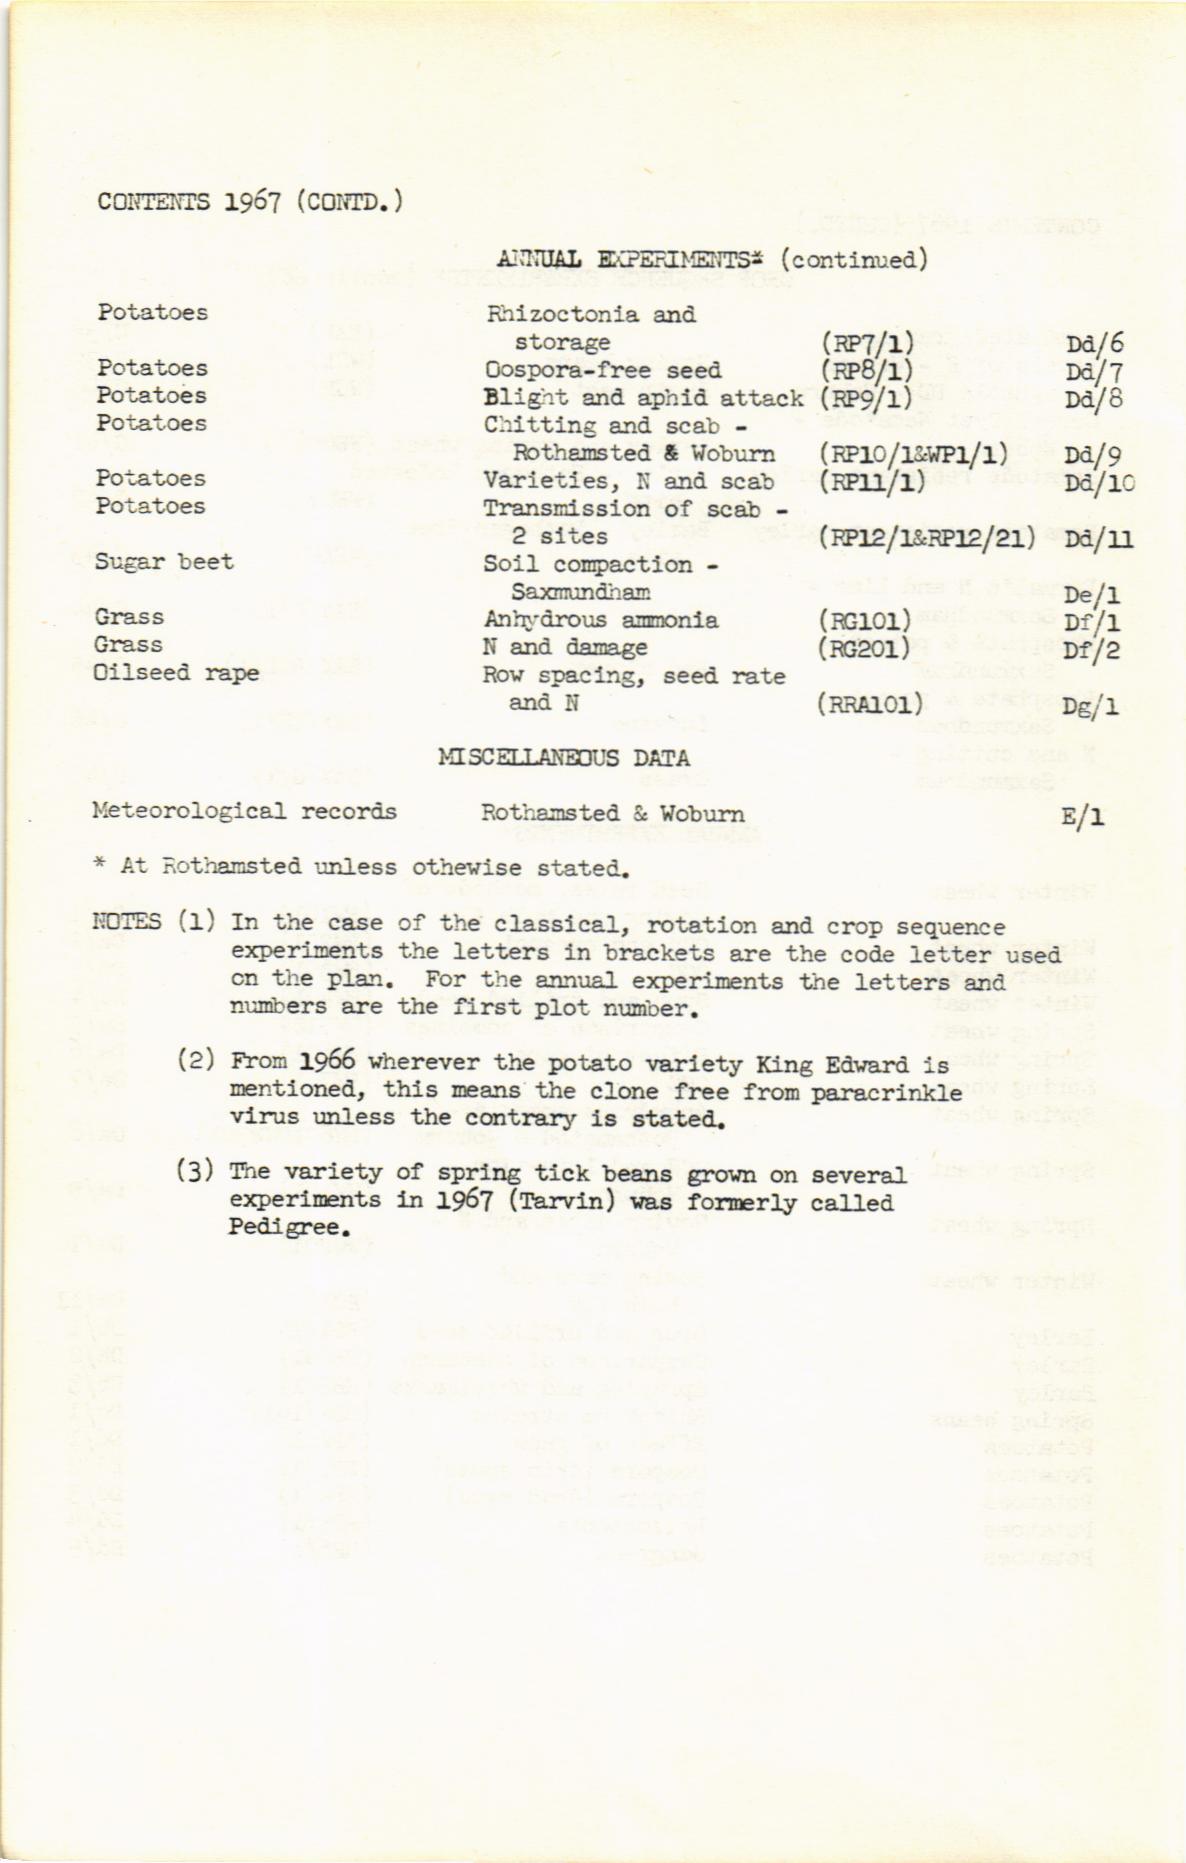 CONTENTS 1967 (CONTD.)
ANNUAL EXPERIMENTS* (continued)
Potatoes Rhizoctonia and
storage (RP7/1) Dd/6
Potatoes Oospora-free seed (RP8/1) Dd/7
Potatoes Blight and aphid attack (RP9/1) Dd/8
Potatoes Chitting and scab -
Rothamsted & Woburn (RP10/1&WP1/1) Dd/9
Potatoes Varieties, N and scab (RP11/1) Dd/10
Potatoes Transmission of scab -
2 sites (RP12/1&RP12/21) Dd/11
Sugar beet Soil compaction -
Saxmundham De/1
Grass Anhydrous ammonia (RG101) Df/1
Grass N and damage (RG201) Df/2
Oilseed rape Row spacing, seed rate
and N (RRA101) Dg/1
MISCELLANEOUS DATA
Meteorological records Rothamsted & Woburn E/1
* At Rothamsted unless othewise stated.
NOTES (1) In the case of the classical, rotation and crop sequence
experiments the letters in brackets are the code letter used
on the plan. For the annual experiments the letters and
numbers are the first plot number.
(2) From 1966 wherever the potato variety King Edward is
mentioned, this means the clone free from paracrinkle
virus unless the contrary is stated.
(3) The variety of spring tick beans grown on several
experiments in 1967 (Tarvin) was formerly called
Pedigree.